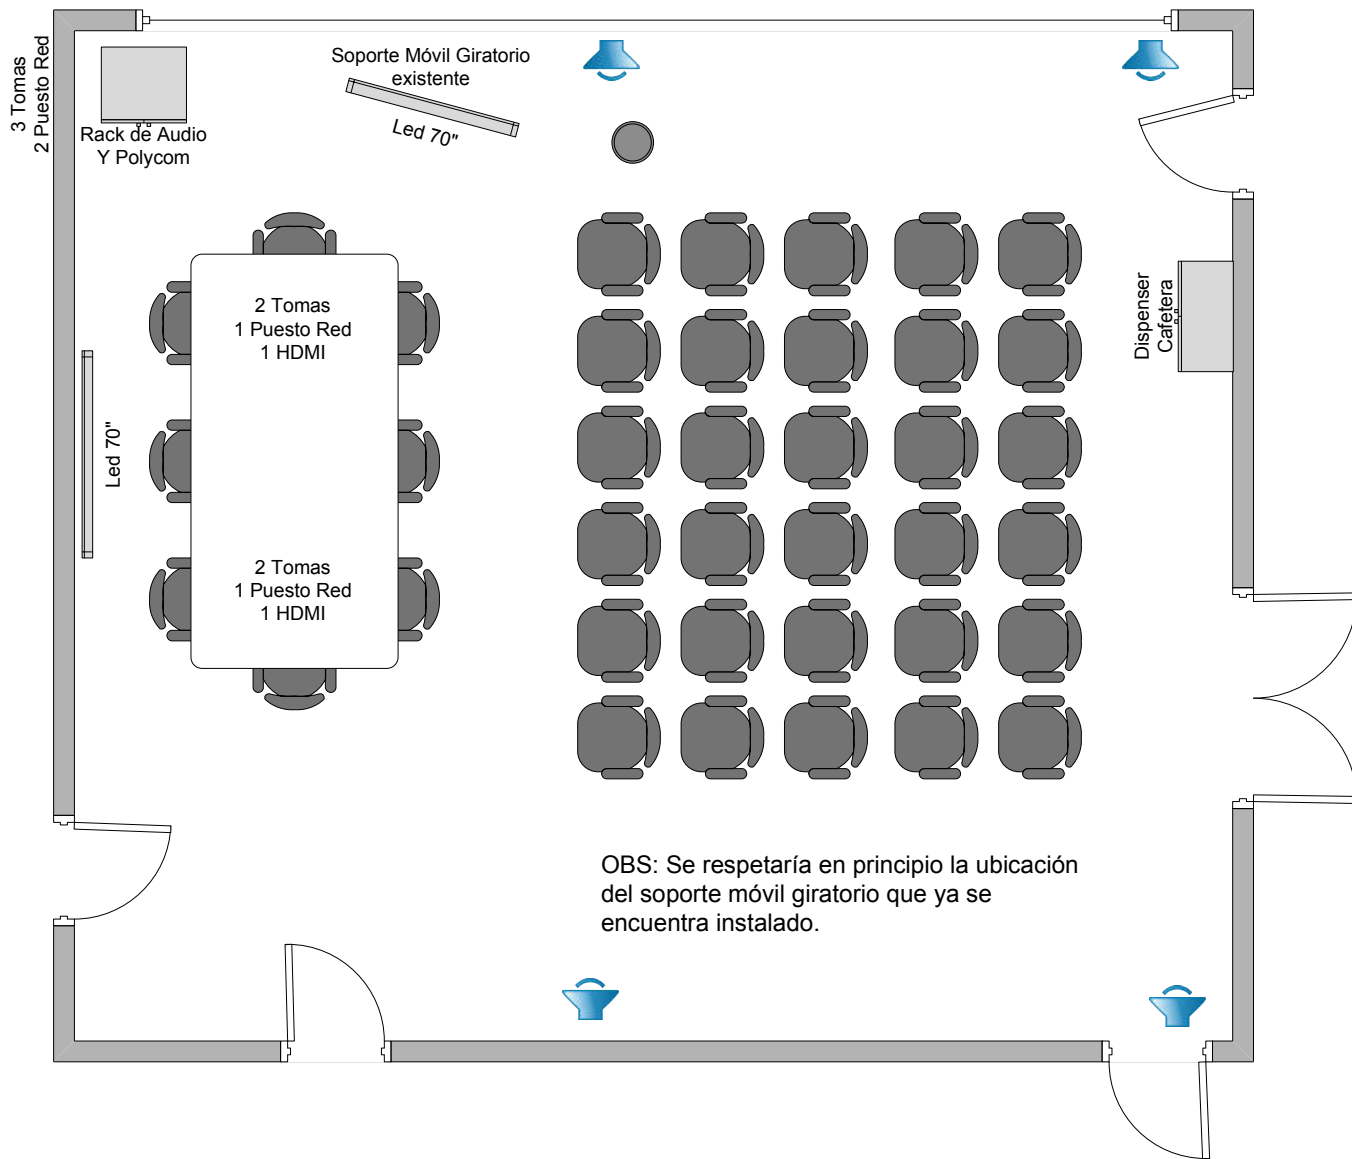 3 Tomas
2 Puesto Red
Rack de Audio
Y Polycom
Soporte Móvil Giratorio
existente
Led 70"
2 Tomas
1 Puesto Red
1 HDMI
Led 70"
2 Tomas
1 Puesto Red
1 HDMI
Dispenser
Cafetera
OBS: Se respetaría en principio la ubicación
del soporte móvil giratorio que ya se
encuentra instalado.